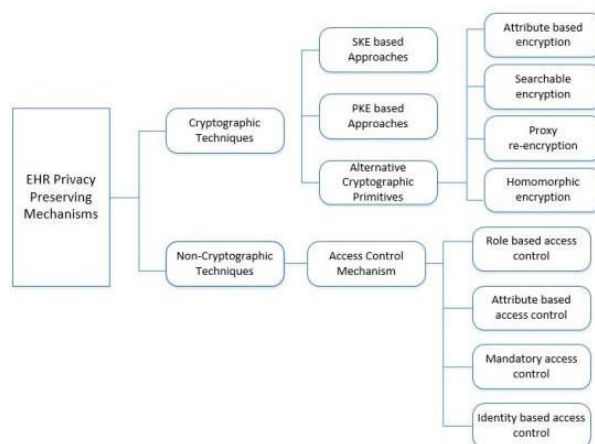 EHR Privacy
Preserving
Mechanisms
Cryptographic
Techniques
SKE based
Approaches
PKE based
Approaches
Alternative
Cryptographic
Primitives
Attribute based
encryption
Searchable
encryption
Proxy
re-encryption
Homomorphic
encryption
Non-Cryptographic
Techniques
Access Control
Mechanism
Role based access
control
Attribute based
access control
Mandatory access
control
Identity based access
control